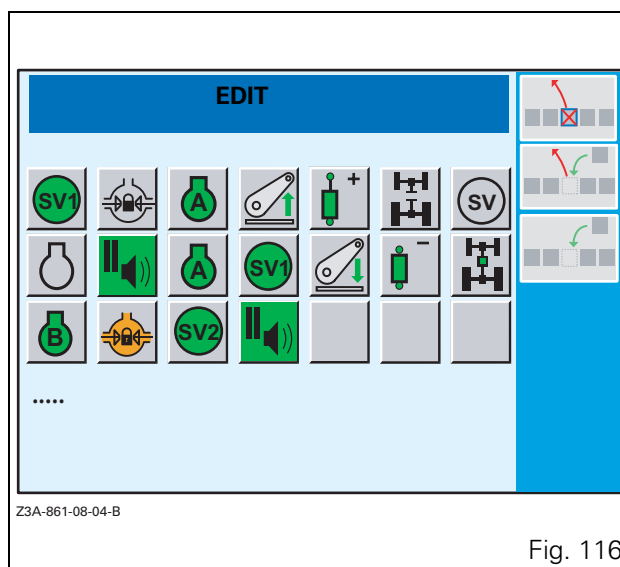 EDIT
SV1 A + SV
A SV1 −
B SV2
.....
Z3A-861-08-04-B
Fig. 116